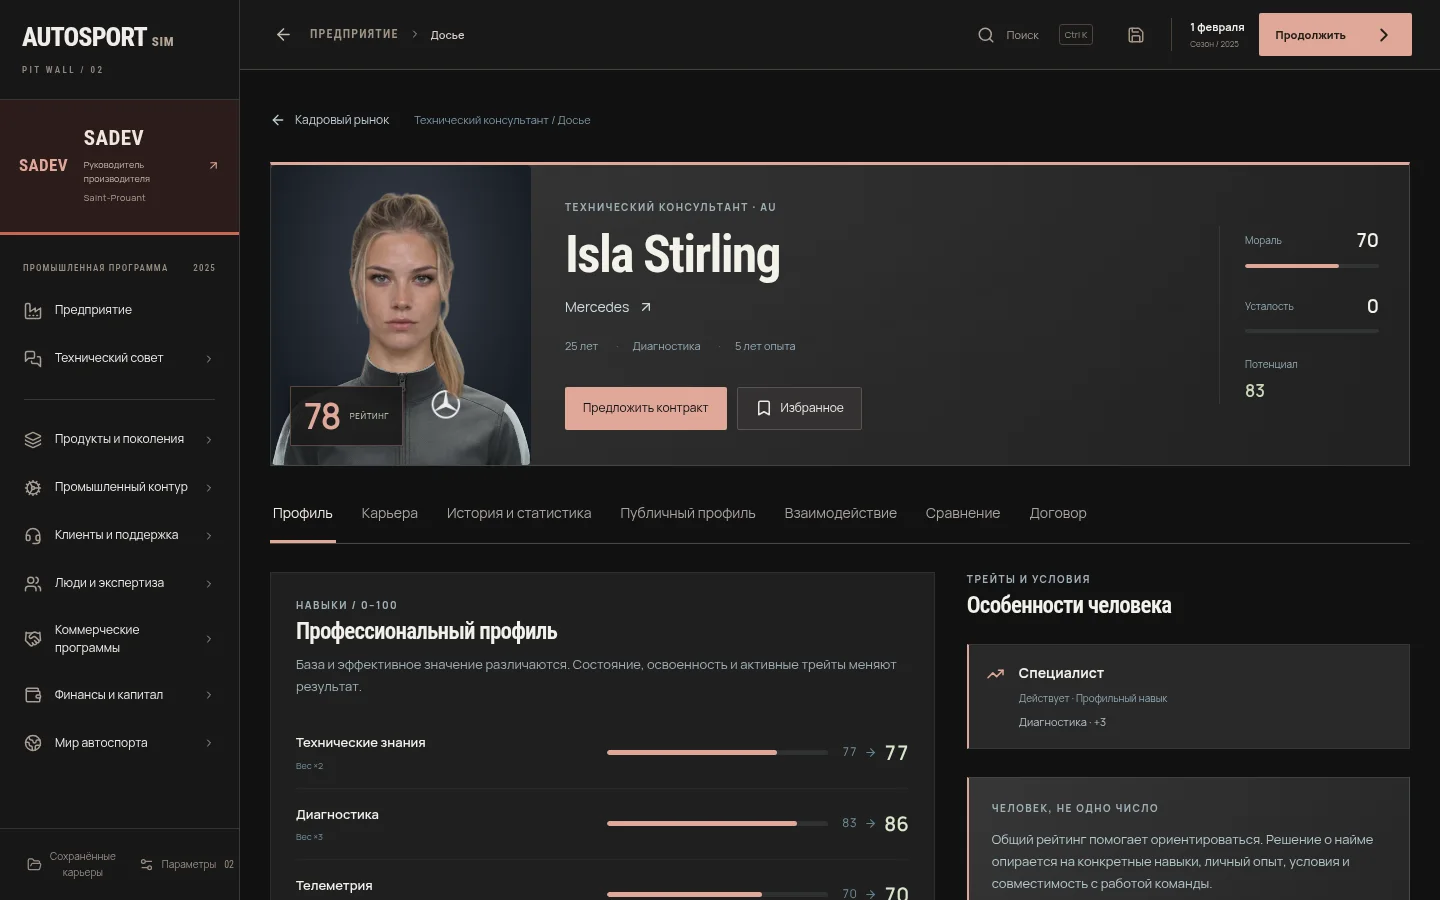 AUTOSPORT SIM
PIT WALL / 02
SADEV
SADEV
Руководитель
производителя
Saint-Prouant
ПРОМЫШЛЕННАЯ ПРОГРАММА 2025
Предприятие
Технический совет
Продукты и поколения
Промышленный контур
Клиенты и поддержка
Люди и экспертиза
Коммерческие
программы
Финансы и капитал
Мир автоспорта
Сохранённые
карьеры
Параметры 02
ПРЕДПРИЯТИЕ Досье
Поиск Ctrl K
1 февраля
Сезон / 2025
Продолжить
Кадровый рынок Технический консультант / Досье
78 РЕЙТИНГ
ТЕХНИЧЕСКИЙ КОНСУЛЬТАНТ · AU
Isla Stirling
Mercedes
25 лет · Диагностика · 5 лет опыта
Предложить контракт Избранное
Мораль 70
Усталость 0
Потенциал
83
Профиль Карьера История и статистика Публичный профиль Взаимодействие Сравнение Договор
НАВЫКИ / 0–100
Профессиональный профиль
База и эффективное значение различаются. Состояние, освоенность и активные трейты меняют
результат.
Технические знания 77 → 77
Вес ×2
Диагностика 83 → 86
Вес ×3
Телеметрия 70 → 70
ТРЕЙТЫ И УСЛОВИЯ
Особенности человека
Специалист
Действует · Профильный навык
Диагностика · +3
ЧЕЛОВЕК, НЕ ОДНО ЧИСЛО
Общий рейтинг помогает ориентироваться. Решение о найме
опирается на конкретные навыки, личный опыт, условия и
совместимость с работой команды.